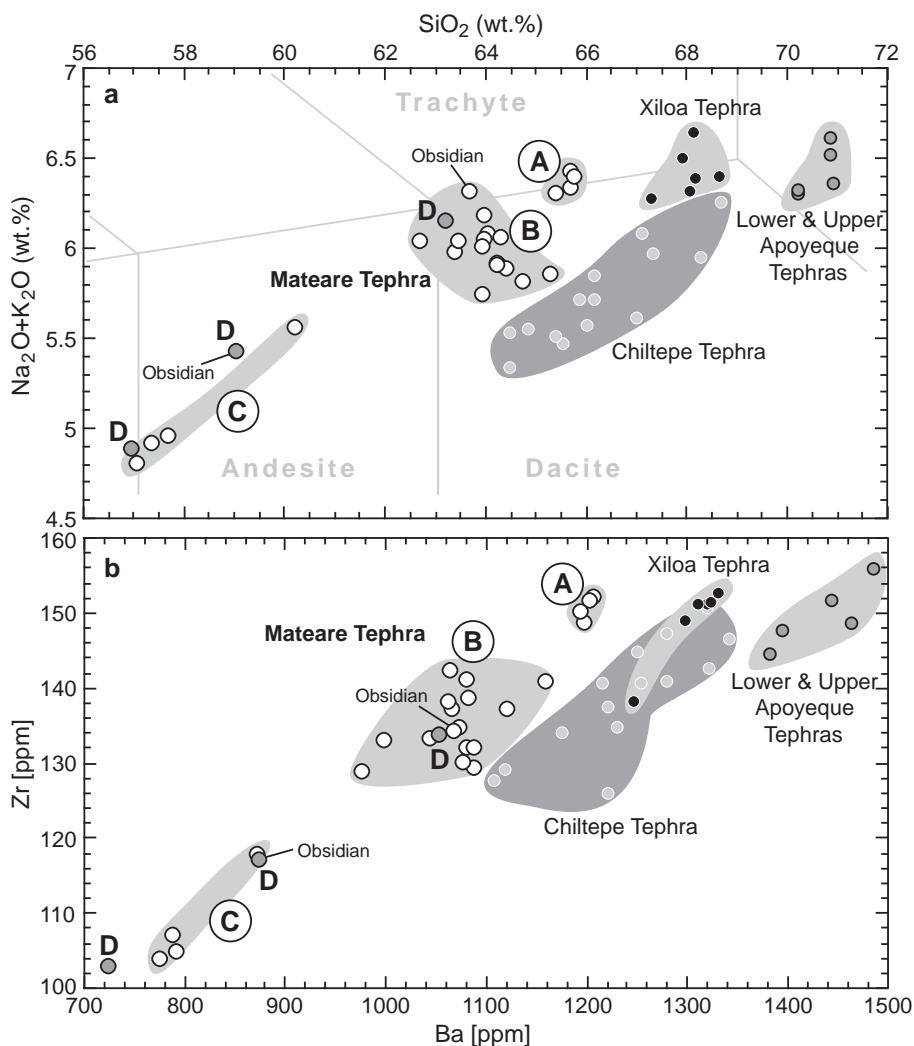 SiO2 (wt.%)
56 58 60 62 64 66 68 70 72
7
6.5
6
5.5
5
4.5
Na2O+K2O (wt.%)
a
Trachyte
Xiloa Tephra
Obsidian
A
D
B
Lower & Upper
Apoyeque
Tephras
Mateare Tephra
D
Obsidian
Chiltepe Tephra
C
D
Andesite
Dacite
160
150
140
130
120
110
100
Zr [ppm]
b
Xiloa Tephra
A
Mateare Tephra
B
Obsidian
Lower & Upper
Apoyeque
Tephras
D
Chiltepe Tephra
Obsidian
D
C
D
700 800 900 1000 1100 1200 1300 1400 1500
Ba [ppm]